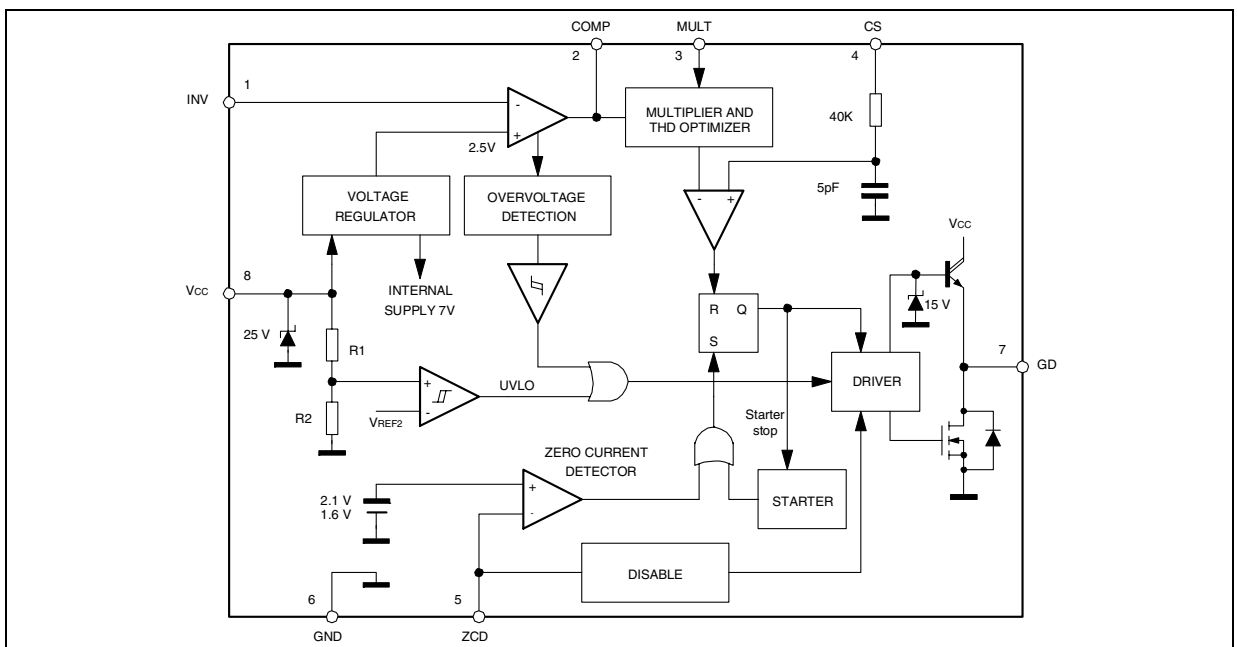 COMP
MULT
CS
2
3
4
1
INV
-
+
2.5V
MULTIPLIER AND
THD OPTIMIZER
40K
5pF
VOLTAGE
REGULATOR
OVERVOLTAGE
DETECTION
-
+
VCC
8
VCC
INTERNAL
SUPPLY 7V
R
Q
S
15 V
25 V
R1
7
GD
DRIVER
+
-
UVLO
R2
VREF2
Starter
stop
ZERO CURRENT
DETECTOR
2.1 V
1.6 V
+
-
STARTER
DISABLE
6
5
GND
ZCD